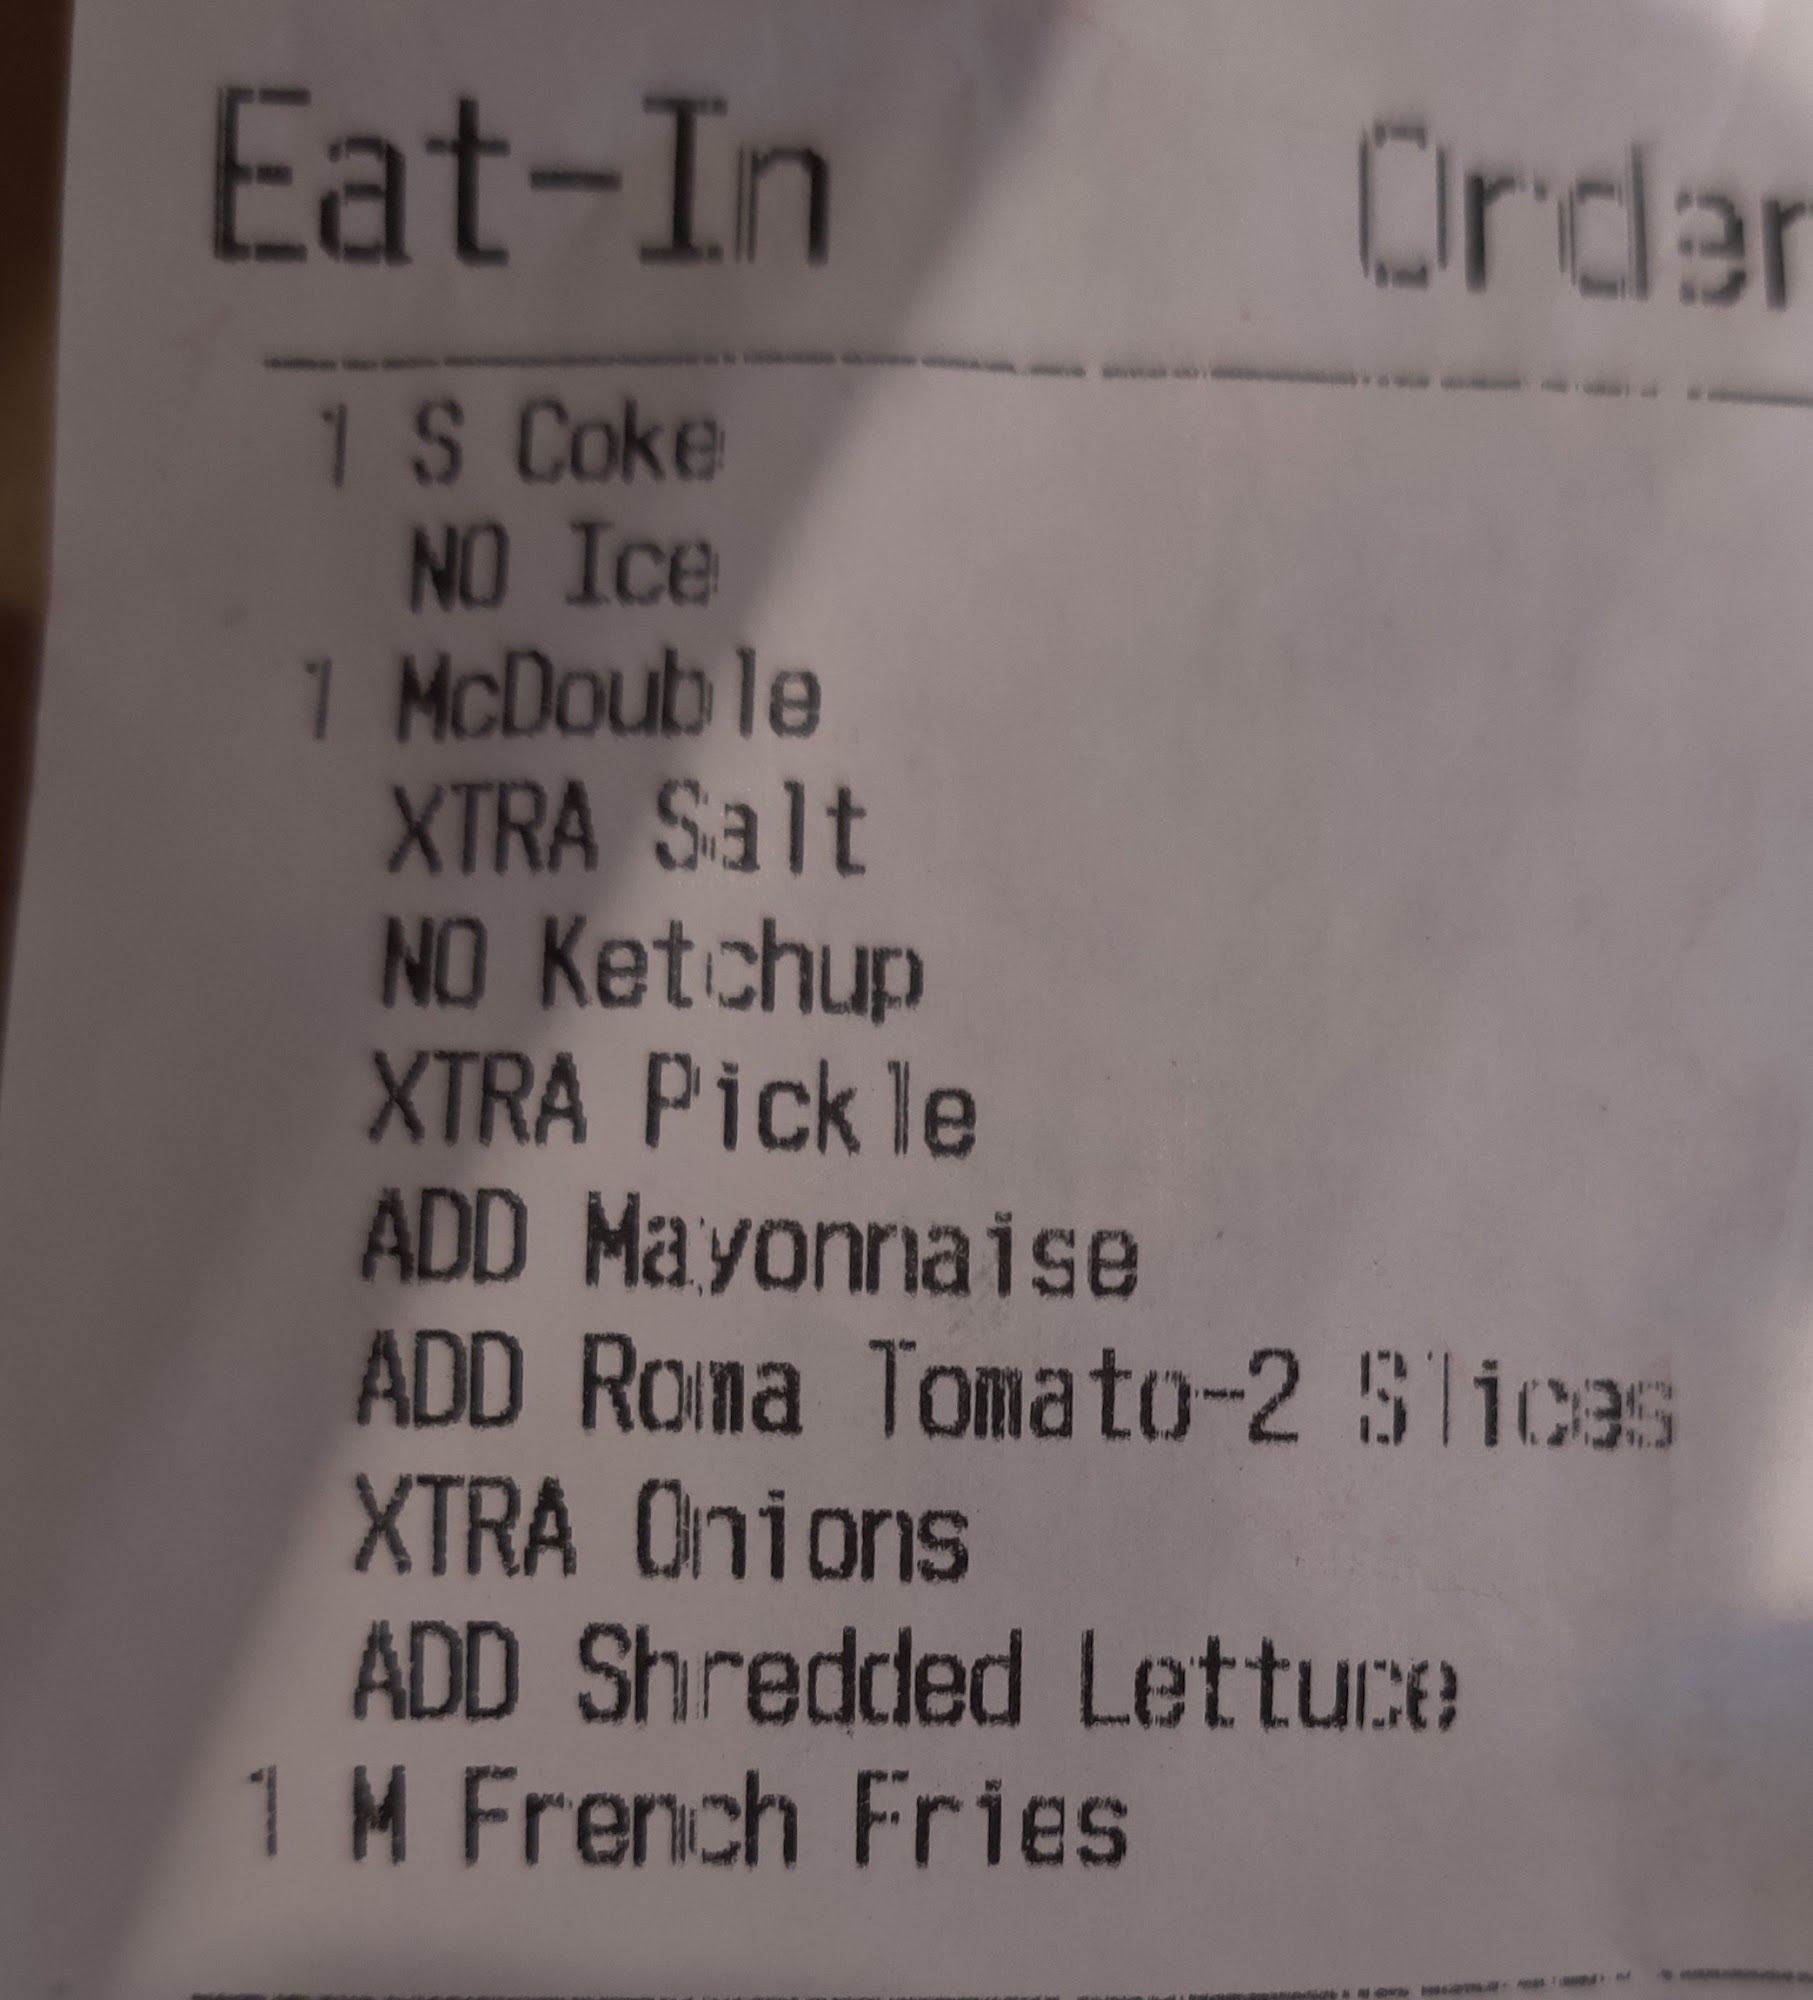 Eat-In Order
1 S Coke
NO Ice
1 McDouble
XTRA Salt
NO Ketchup
XTRA Pickle
ADD Mayonnaise
ADD Roma Tomato-2 Slices
XTRA Onions
ADD Shredded Lettuce
1 M French Fries